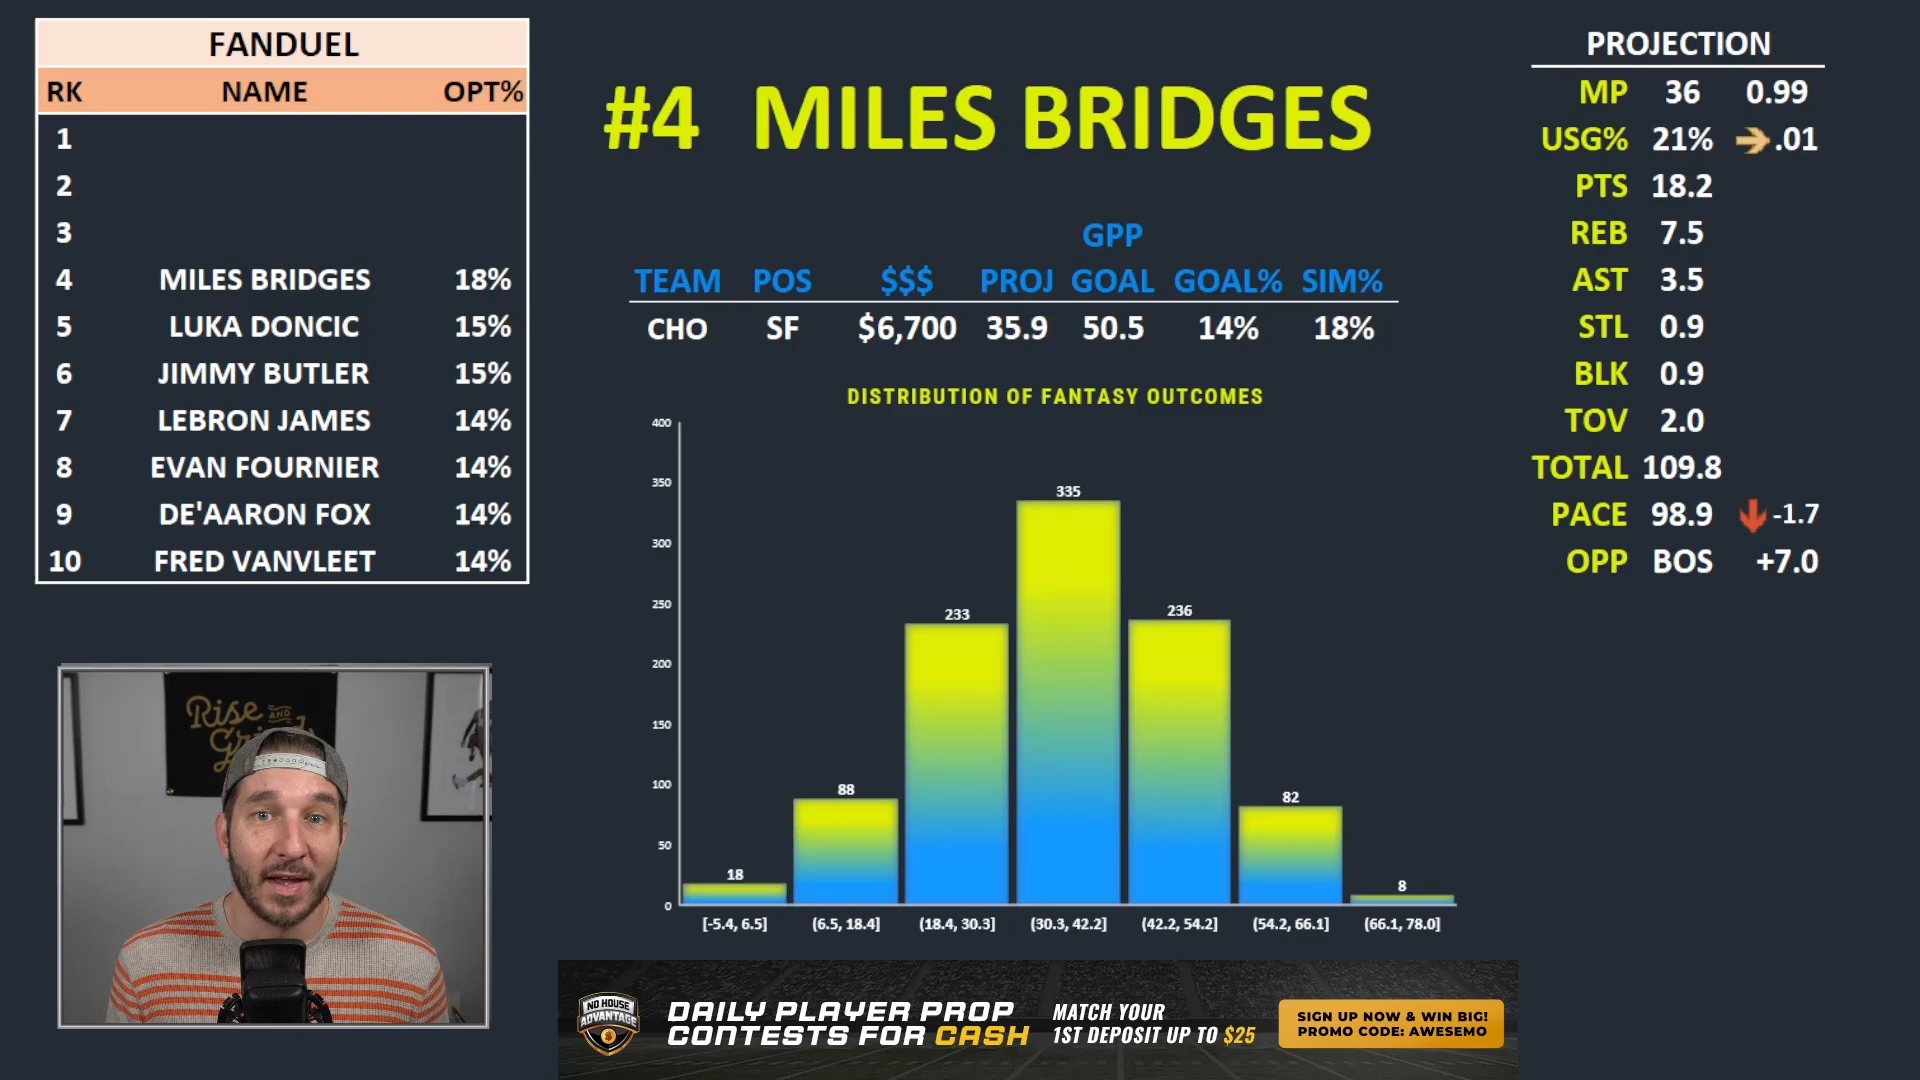 FANDUEL
RK NAME OPT%
1
2
3
4 MILES BRIDGES 18%
5 LUKA DONCIC 15%
6 JIMMY BUTLER 15%
7 LEBRON JAMES 14%
8 EVAN FOURNIER 14%
9 DE'AARON FOX 14%
10 FRED VANVLEET 14%
#4 MILES BRIDGES
GPP
TEAM POS $$$ PROJ GOAL GOAL% SIM%
CHO SF $6,700 35.9 50.5 14% 18%
DISTRIBUTION OF FANTASY OUTCOMES
400
350
300
250
200
150
100
50
0
18
88
233
335
236
82
8
[-5.4, 6.5] (6.5, 18.4] (18.4, 30.3] (30.3, 42.2] (42.2, 54.2] (54.2, 66.1] (66.1, 78.0]
PROJECTION
MP 36 0.99
USG% 21% .01
PTS 18.2
REB 7.5
AST 3.5
STL 0.9
BLK 0.9
TOV 2.0
TOTAL 109.8
PACE 98.9 -1.7
OPP BOS +7.0
Rise AND
NO HOUSE
ADVANTAGE
DAILY PLAYER PROP
CONTESTS FOR CASH
MATCH YOUR
1ST DEPOSIT UP TO $25
SIGN UP NOW & WIN BIG!
PROMO CODE: AWESEMO